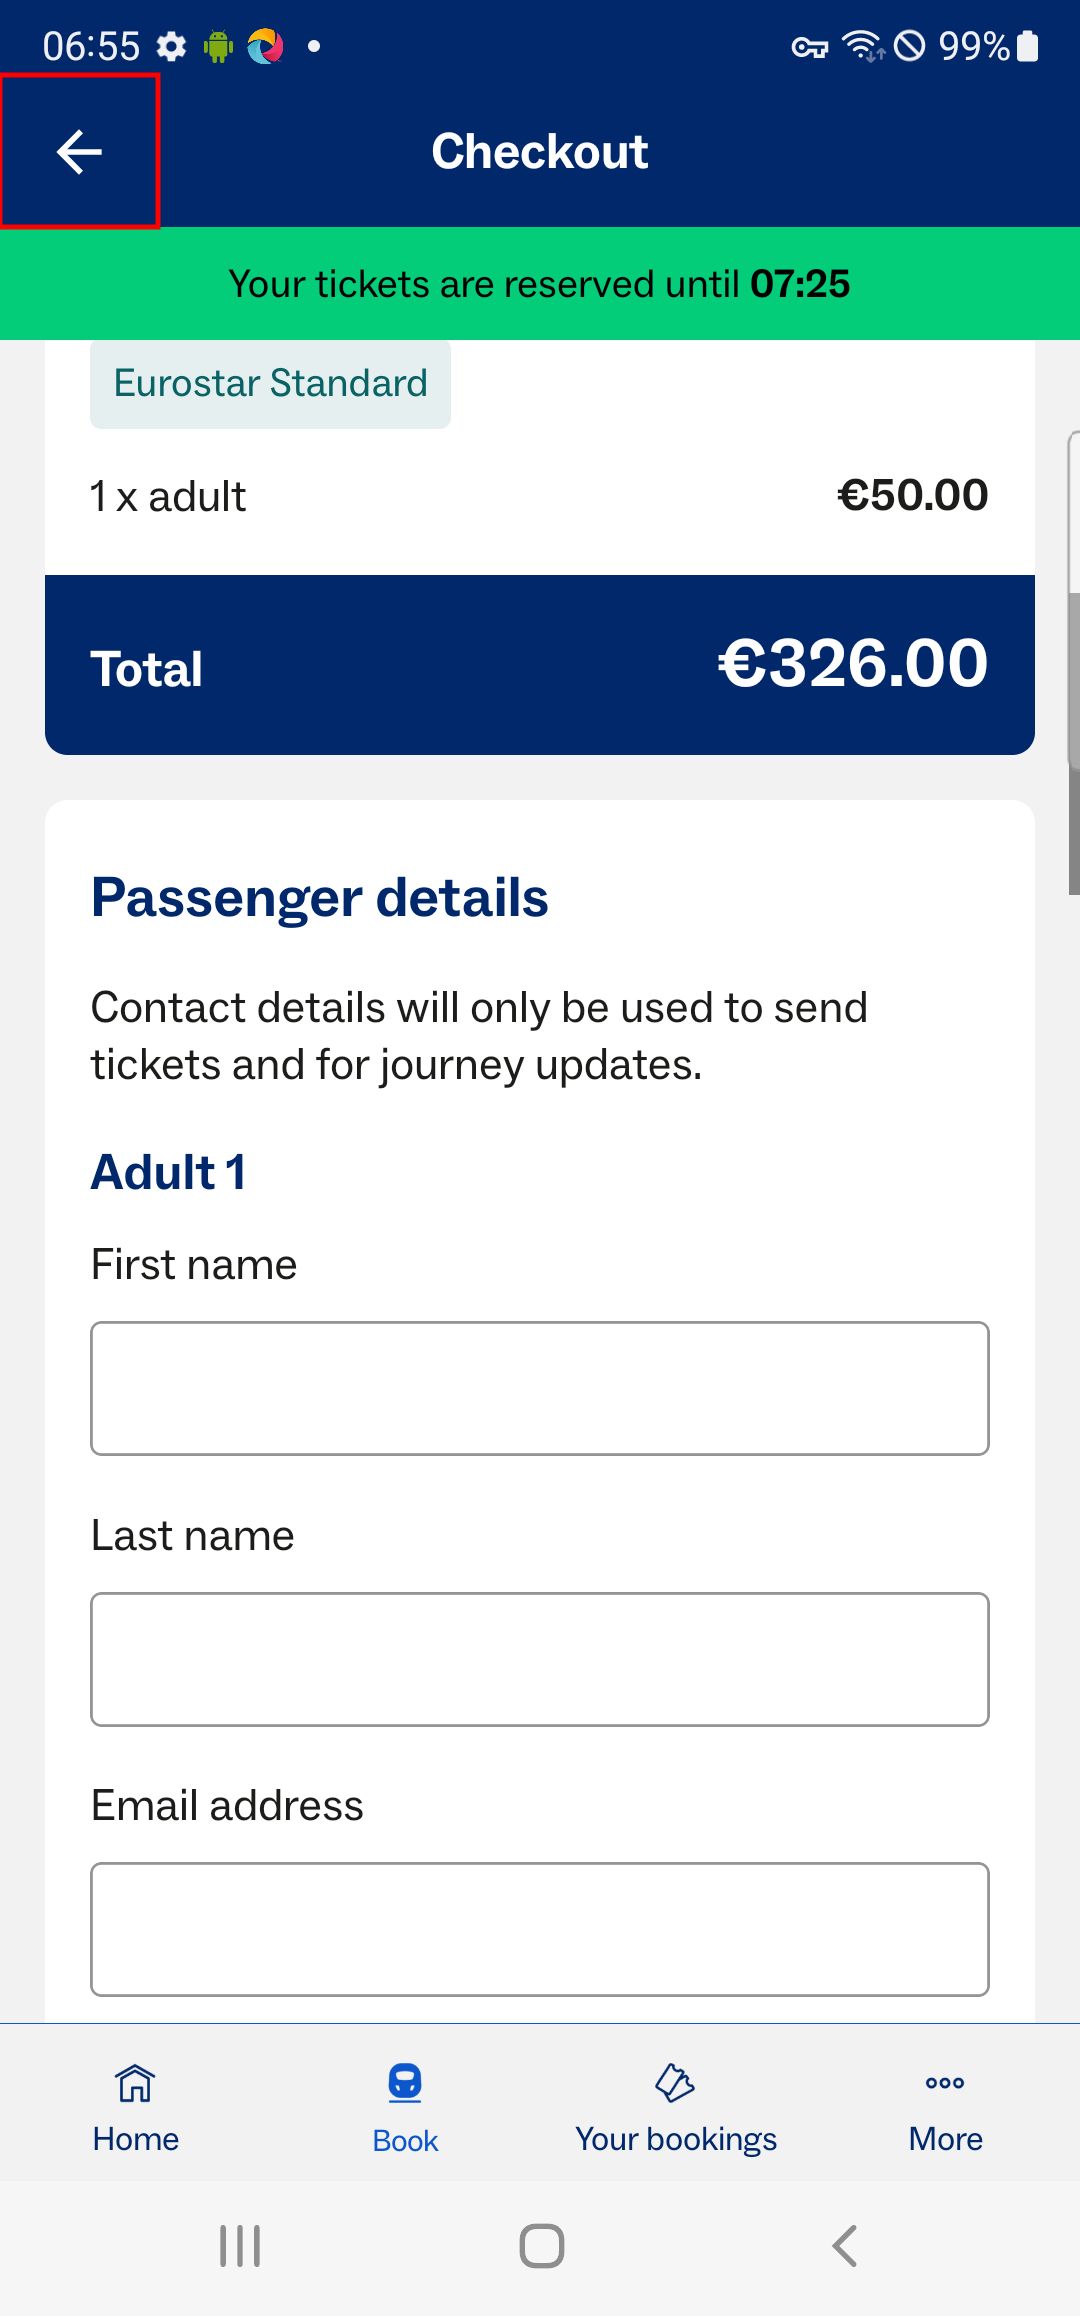 06:55
99%
Checkout
Your tickets are reserved until 07:25
Eurostar Standard
1 x adult
€50.00
Total
€326.00
Passenger details
Contact details will only be used to send
tickets and for journey updates.
Adult 1
First name
Last name
Email address
Home
Book
Your bookings
More